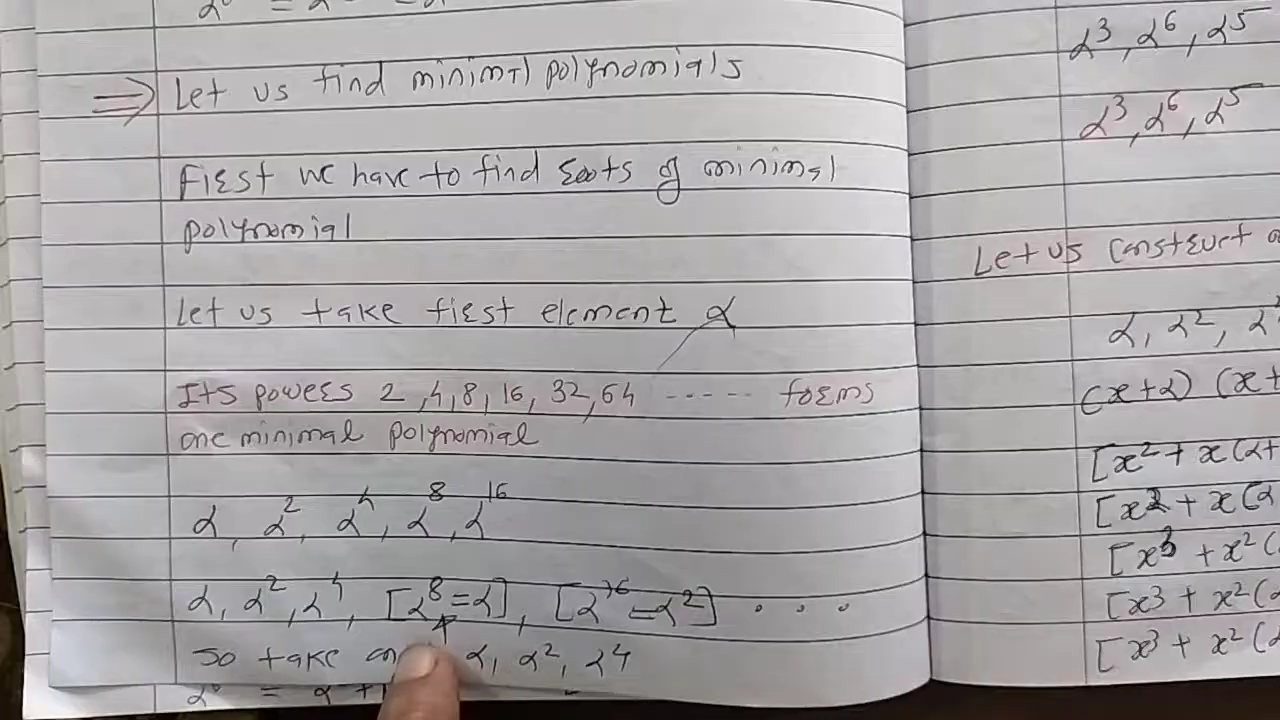 Let us find minimal polynomials
First we have to find roots of minimal
polynomial
Let us take first element α
Its powers 2, 4, 8, 16, 32, 64 ----- forms
one minimal polynomial
α, α², α⁴, α⁸, α¹⁶
α, α², α⁴, [α⁸ = α], [α¹⁶ = α²] . . .
So take α, α², α⁴
α³, α⁶, α⁵
α³, α⁶, α⁵
Let us construct
α, α²,
(x+α) (x+
[x² + x(α+
[x² + x(α
[x³ + x²(
[x³ + x²(α
[x³ + x²(α